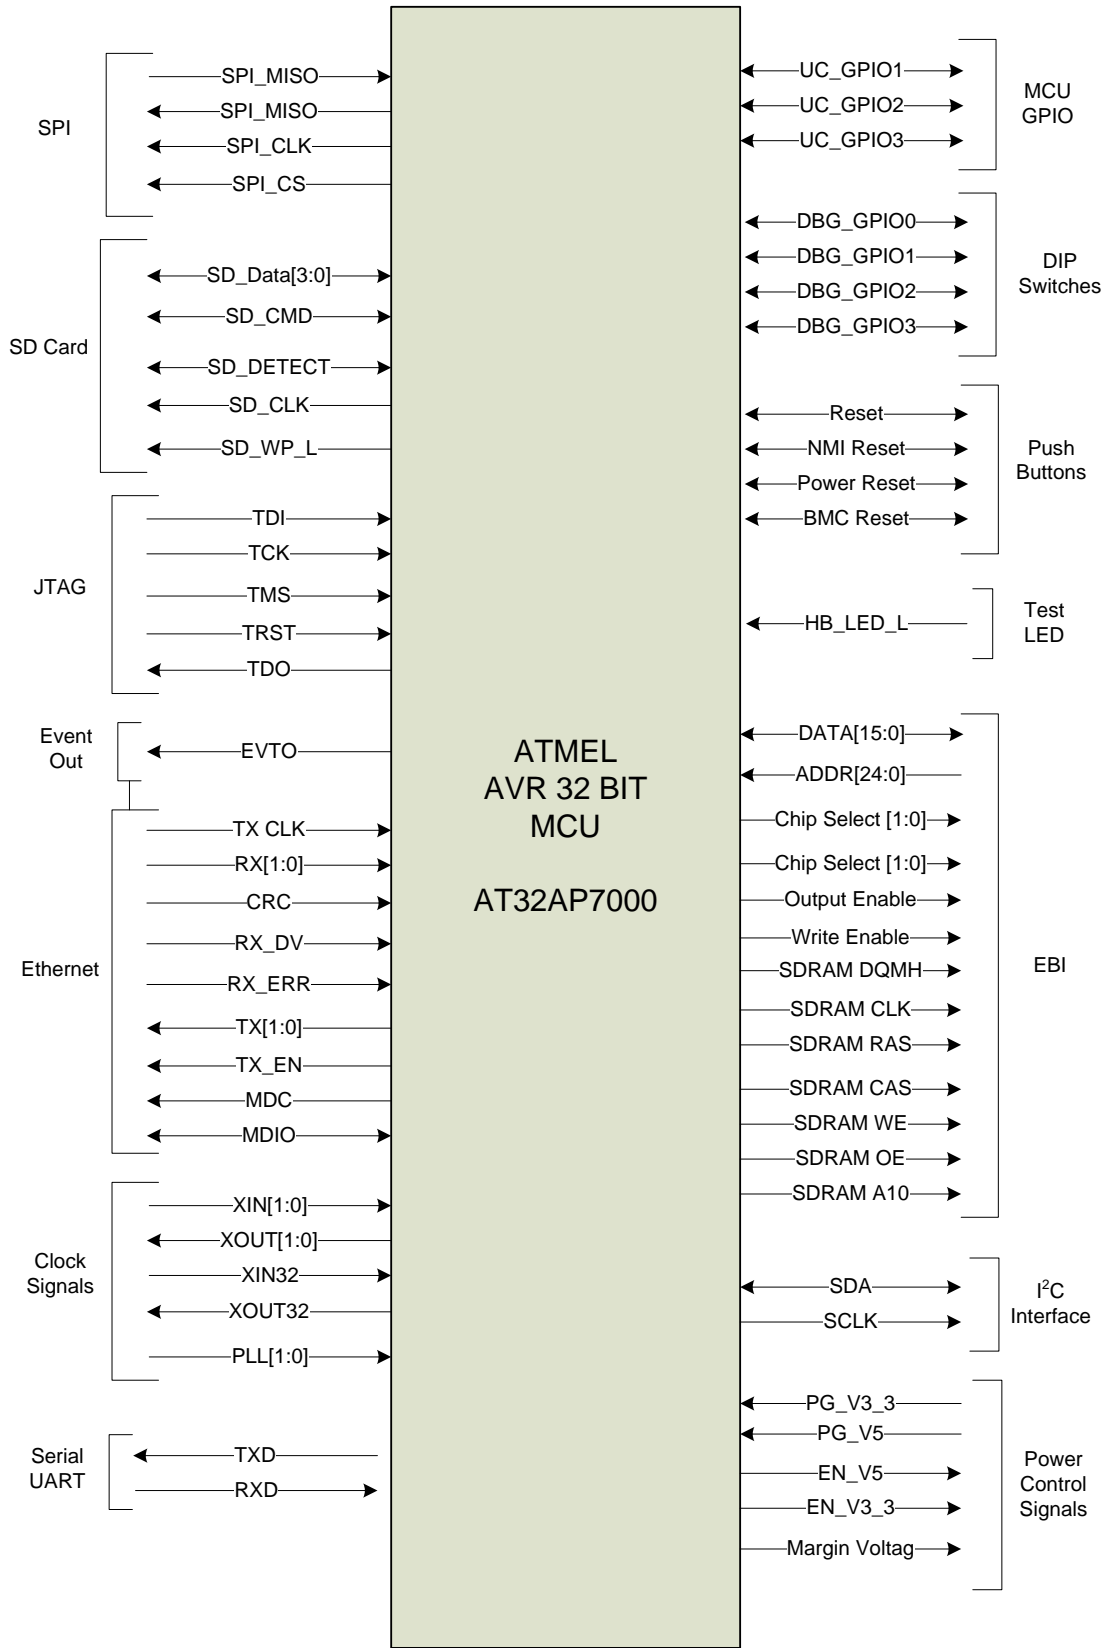 SPI
SPI_MISO
SPI_MISO
SPI_CLK
SPI_CS
SD Card
SD_Data[3:0]
SD_CMD
SD_DETECT
SD_CLK
SD_WP_L
JTAG
TDI
TCK
TMS
TRST
TDO
Event
Out
EVTO
Ethernet
TX CLK
RX[1:0]
CRC
RX_DV
RX_ERR
TX[1:0]
TX_EN
MDC
MDIO
Clock
Signals
XIN[1:0]
XOUT[1:0]
XIN32
XOUT32
PLL[1:0]
Serial
UART
TXD
RXD
ATMEL
AVR 32 BIT
MCU
AT32AP7000
UC_GPIO1
UC_GPIO2
UC_GPIO3
MCU
GPIO
DBG_GPIO0
DBG_GPIO1
DBG_GPIO2
DBG_GPIO3
DIP
Switches
Reset
NMI Reset
Power Reset
BMC Reset
Push
Buttons
HB_LED_L
Test
LED
DATA[15:0]
ADDR[24:0]
Chip Select [1:0]
Chip Select [1:0]
Output Enable
Write Enable
SDRAM DQMH
SDRAM CLK
SDRAM RAS
SDRAM CAS
SDRAM WE
SDRAM OE
SDRAM A10
EBI
SDA
SCLK
I²C
Interface
PG_V3_3
PG_V5
EN_V5
EN_V3_3
Margin Voltag
Power
Control
Signals